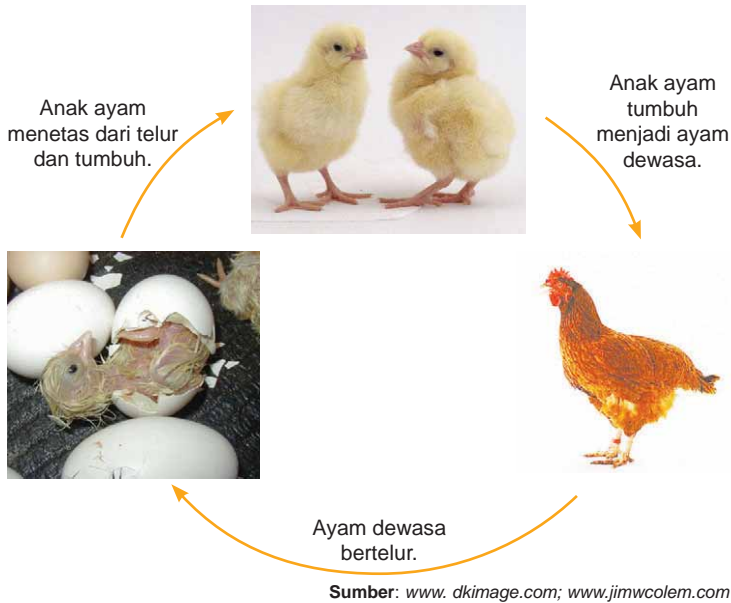 Anak ayam
menetas dari telur
dan tumbuh.
Anak ayam
tumbuh
menjadi ayam
dewasa.
Ayam dewasa
bertelur.
Sumber: www. dkimage.com; www.jimwcolem.com